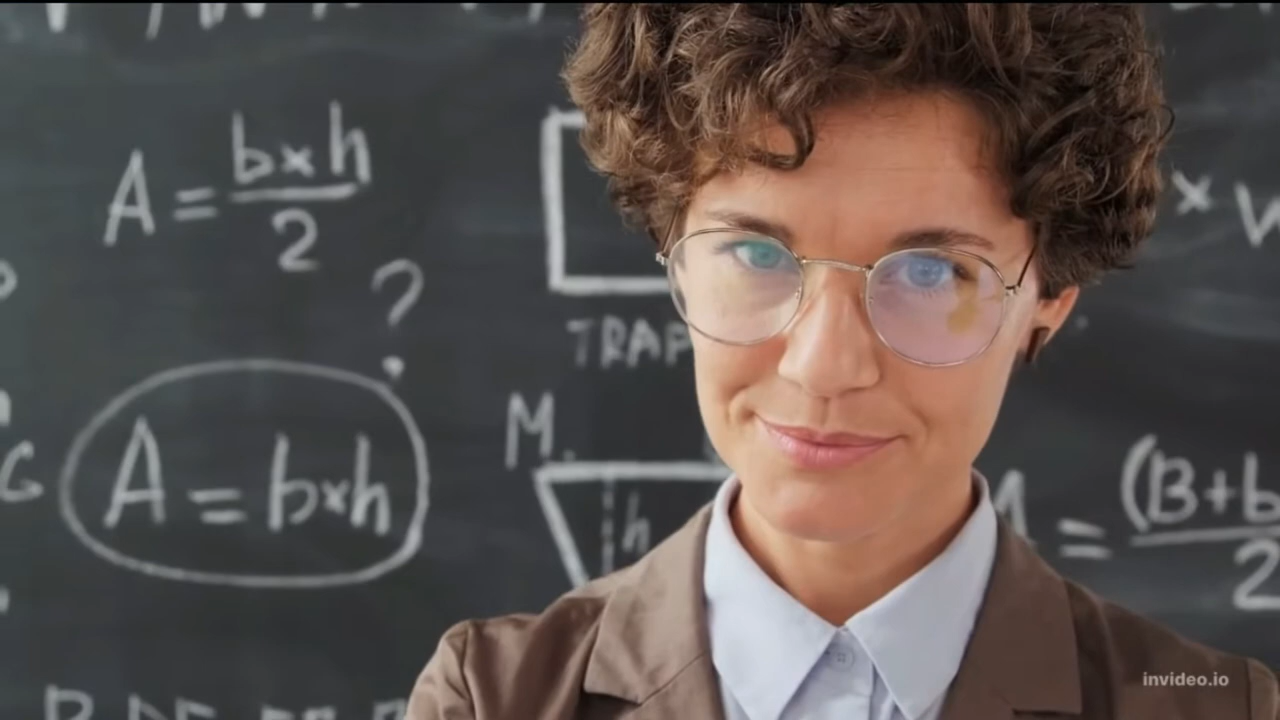 A = b×h
2
?
A = b×h
TRAP
M.
h
× W
= (B+b
2
invideo.io